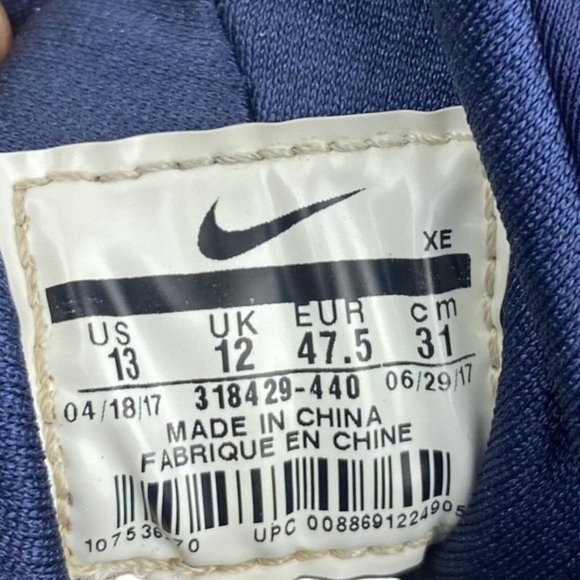 XE
US UK EUR cm
13 12 47.5 31
04/18/17 318429-440 06/29/17
MADE IN CHINA
FABRIQUE EN CHINE
UPC